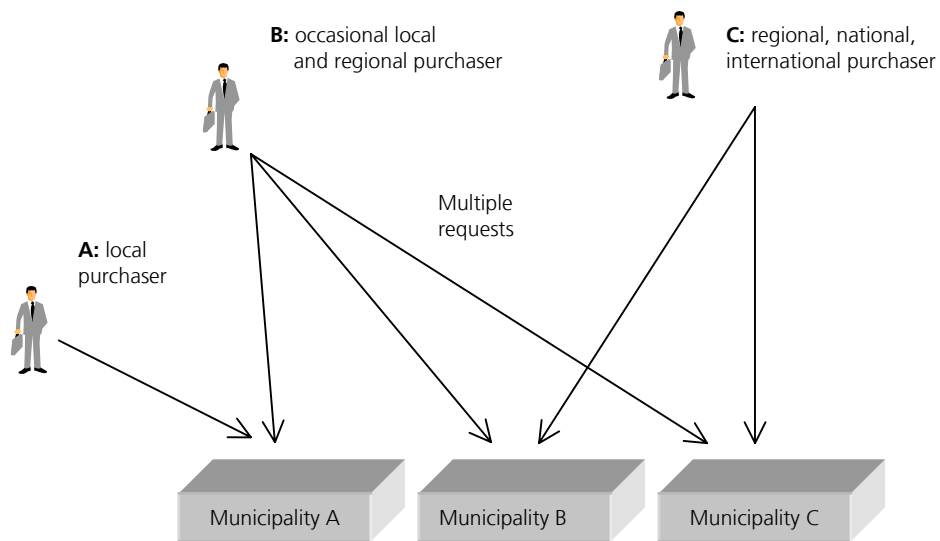 B: occasional local
and regional purchaser
C: regional, national,
international purchaser
Multiple
requests
A: local
purchaser
Municipality A
Municipality B
Municipality C